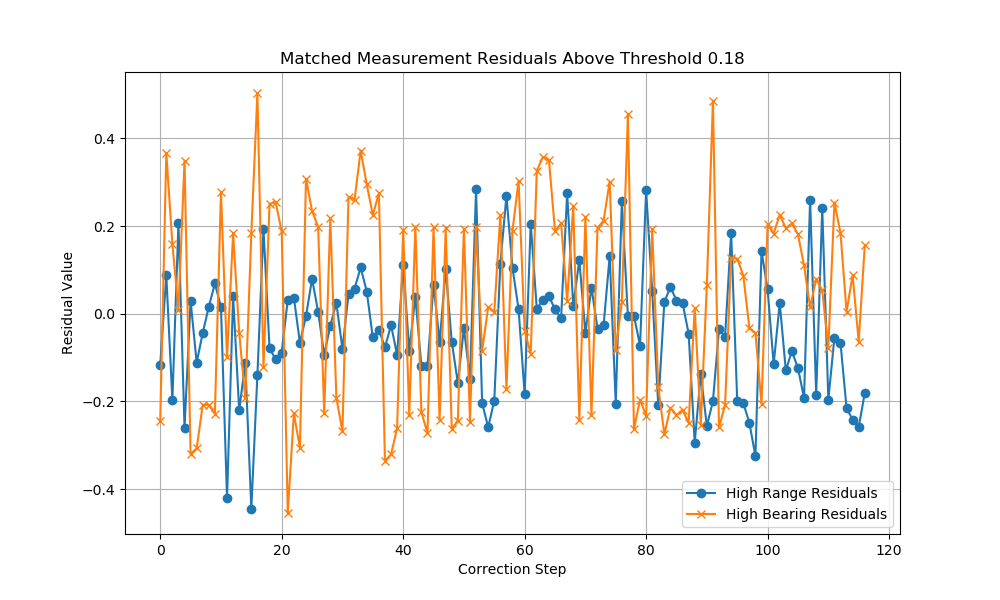 Matched Measurement Residuals Above Threshold 0.18
Residual Value
0.4
0.2
0.0
−0.2
−0.4
0 20 40 60 80 100 120
Correction Step
High Range Residuals
High Bearing Residuals